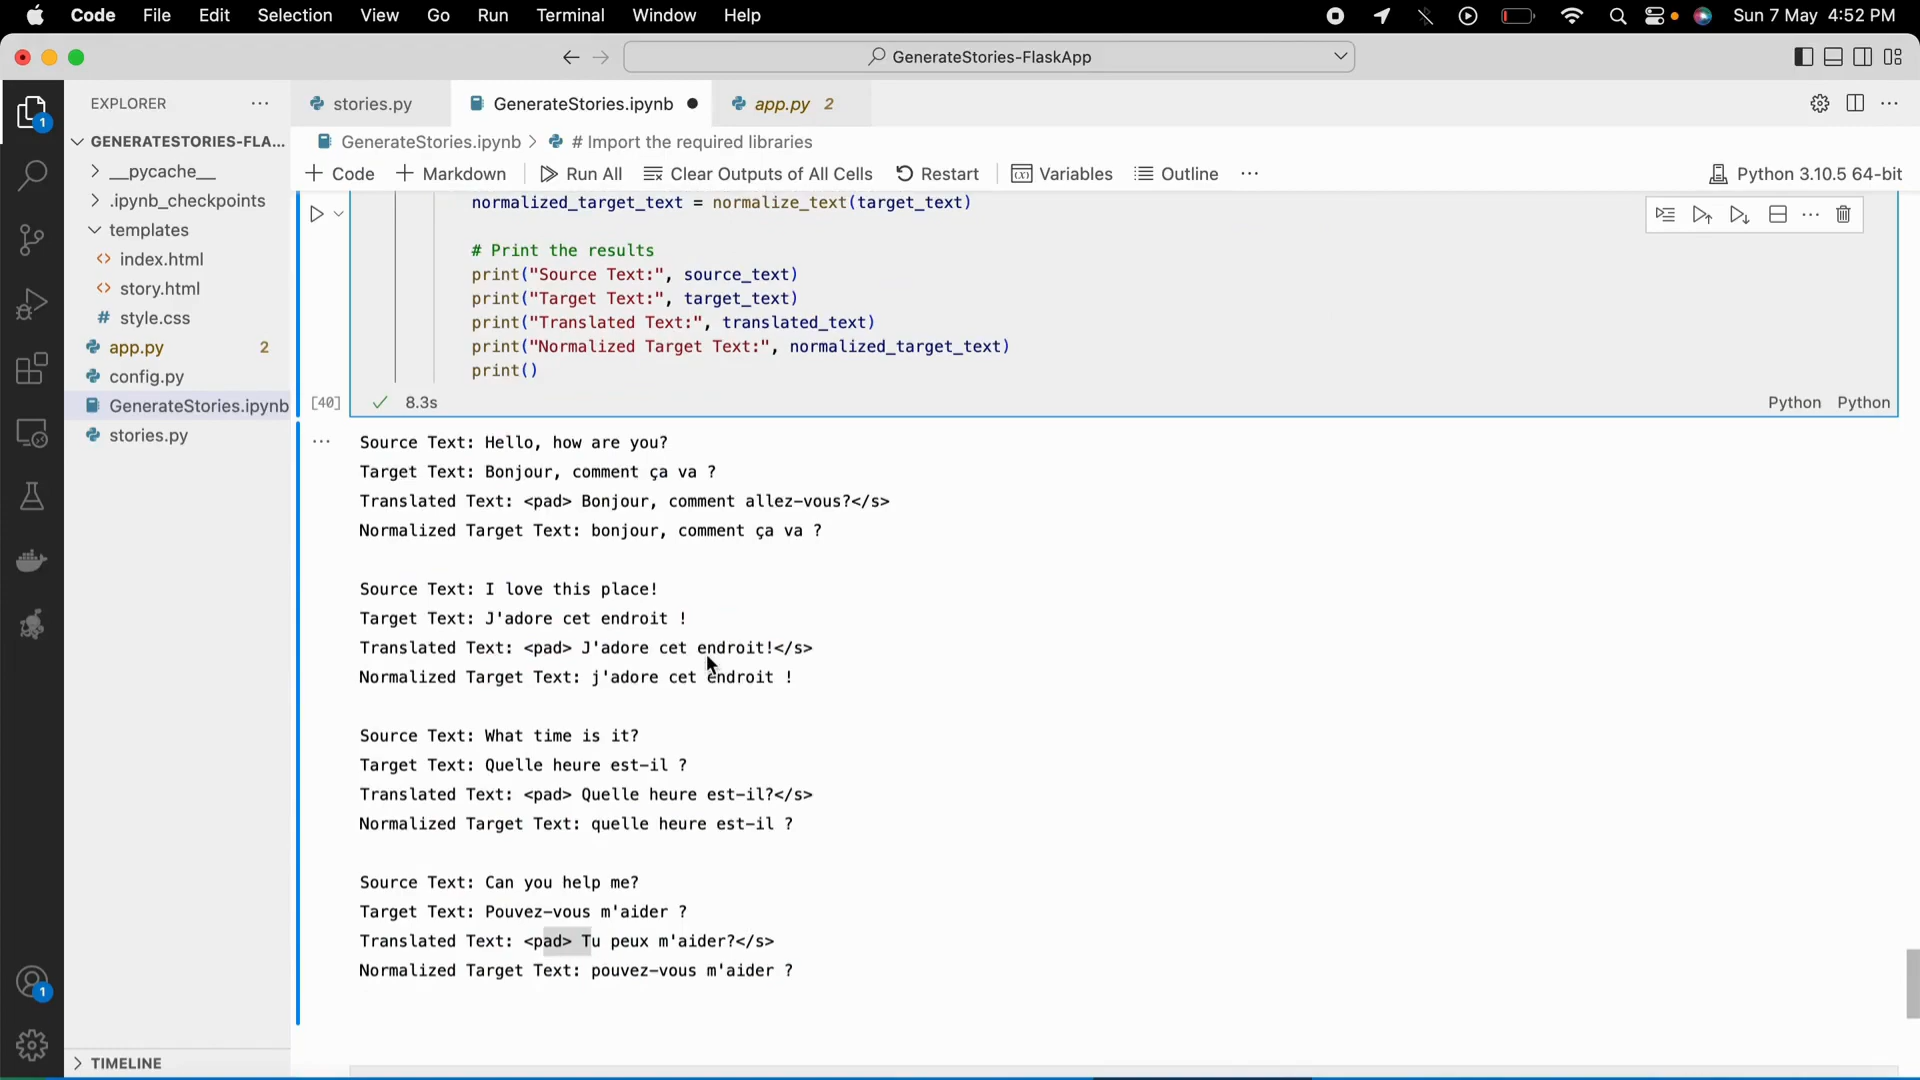 Code File Edit Selection View Go Run Terminal Window Help Sun 7 May 4:52 PM
GenerateStories-FlaskApp
EXPLORER
stories.py GenerateStories.ipynb app.py 2
GENERATESTORIES-FLA...
GenerateStories.ipynb > # Import the required libraries
__pycache__
+ Code + Markdown Run All Clear Outputs of All Cells Restart Variables Outline ... Python 3.10.5 64-bit
.ipynb_checkpoints
templates
index.html
story.html
style.css
app.py 2
config.py
GenerateStories.ipynb
stories.py
TIMELINE
1
1
normalized_target_text = normalize_text(target_text)
# Print the results
print("Source Text:", source_text)
print("Target Text:", target_text)
print("Translated Text:", translated_text)
print("Normalized Target Text:", normalized_target_text)
print()
[40] ✓ 8.3s Python Python
Source Text: Hello, how are you?
Target Text: Bonjour, comment ça va ?
Translated Text: <pad> Bonjour, comment allez-vous?</s>
Normalized Target Text: bonjour, comment ça va ?
Source Text: I love this place!
Target Text: J'adore cet endroit !
Translated Text: <pad> J'adore cet endroit!</s>
Normalized Target Text: j'adore cet endroit !
Source Text: What time is it?
Target Text: Quelle heure est-il ?
Translated Text: <pad> Quelle heure est-il?</s>
Normalized Target Text: quelle heure est-il ?
Source Text: Can you help me?
Target Text: Pouvez-vous m'aider ?
Translated Text: <pad> Tu peux m'aider?</s>
Normalized Target Text: pouvez-vous m'aider ?